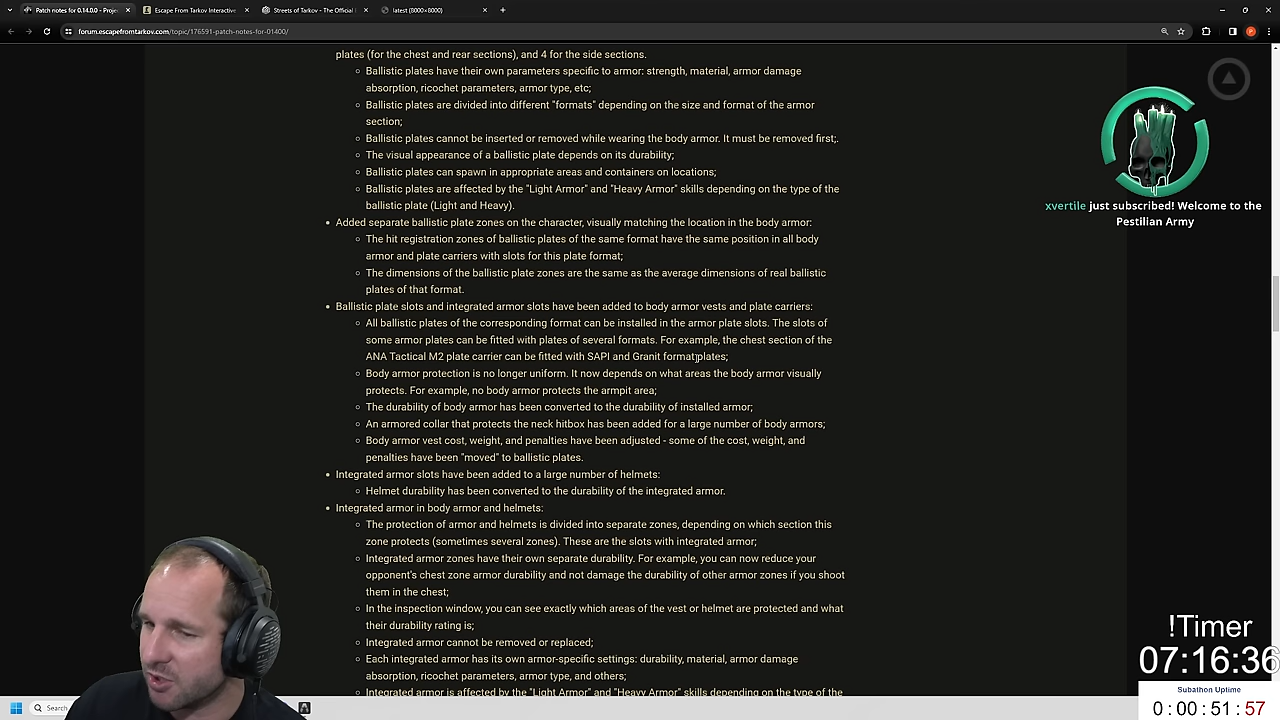 Patch notes for 0.14.0.0 - Proje
Escape From Tarkov Interactive
Streets of Tarkov - The Official
latest (8000×8000)
forum.escapefromtarkov.com/topic/176591-patch-notes-for-01400/
plates (for the chest and rear sections), and 4 for the side sections.
Ballistic plates have their own parameters specific to armor: strength, material, armor damage
absorption, ricochet parameters, armor type, etc;
Ballistic plates are divided into different "formats" depending on the size and format of the armor
section;
Ballistic plates cannot be inserted or removed while wearing the body armor. It must be removed first;.
The visual appearance of a ballistic plate depends on its durability;
Ballistic plates can spawn in appropriate areas and containers on locations;
Ballistic plates are affected by the "Light Armor" and "Heavy Armor" skills depending on the type of the
ballistic plate (Light and Heavy).
Added separate ballistic plate zones on the character, visually matching the location in the body armor:
The hit registration zones of ballistic plates of the same format have the same position in all body
armor and plate carriers with slots for this plate format;
The dimensions of the ballistic plate zones are the same as the average dimensions of real ballistic
plates of that format.
Ballistic plate slots and integrated armor slots have been added to body armor vests and plate carriers:
All ballistic plates of the corresponding format can be installed in the armor plate slots. The slots of
some armor plates can be fitted with plates of several formats. For example, the chest section of the
ANA Tactical M2 plate carrier can be fitted with SAPI and Granit format plates;
Body armor protection is no longer uniform. It now depends on what areas the body armor visually
protects. For example, no body armor protects the armpit area;
The durability of body armor has been converted to the durability of installed armor;
An armored collar that protects the neck hitbox has been added for a large number of body armors;
Body armor vest cost, weight, and penalties have been adjusted - some of the cost, weight, and
penalties have been "moved" to ballistic plates.
Integrated armor slots have been added to a large number of helmets:
Helmet durability has been converted to the durability of the integrated armor.
Integrated armor in body armor and helmets:
The protection of armor and helmets is divided into separate zones, depending on which section this
zone protects (sometimes several zones). These are the slots with integrated armor;
Integrated armor zones have their own separate durability. For example, you can now reduce your
opponent's chest zone armor durability and not damage the durability of other armor zones if you shoot
them in the chest;
In the inspection window, you can see exactly which areas of the vest or helmet are protected and what
their durability rating is;
Integrated armor cannot be removed or replaced;
Each integrated armor has its own armor-specific settings: durability, material, armor damage
absorption, ricochet parameters, armor type, and others;
Integrated armor is affected by the "Light Armor" and "Heavy Armor" skills depending on the type of the
xvertile just subscribed! Welcome to the
Pestilian Army
!Timer
07:16:36
Subathon Uptime
0:00:51:57
Search